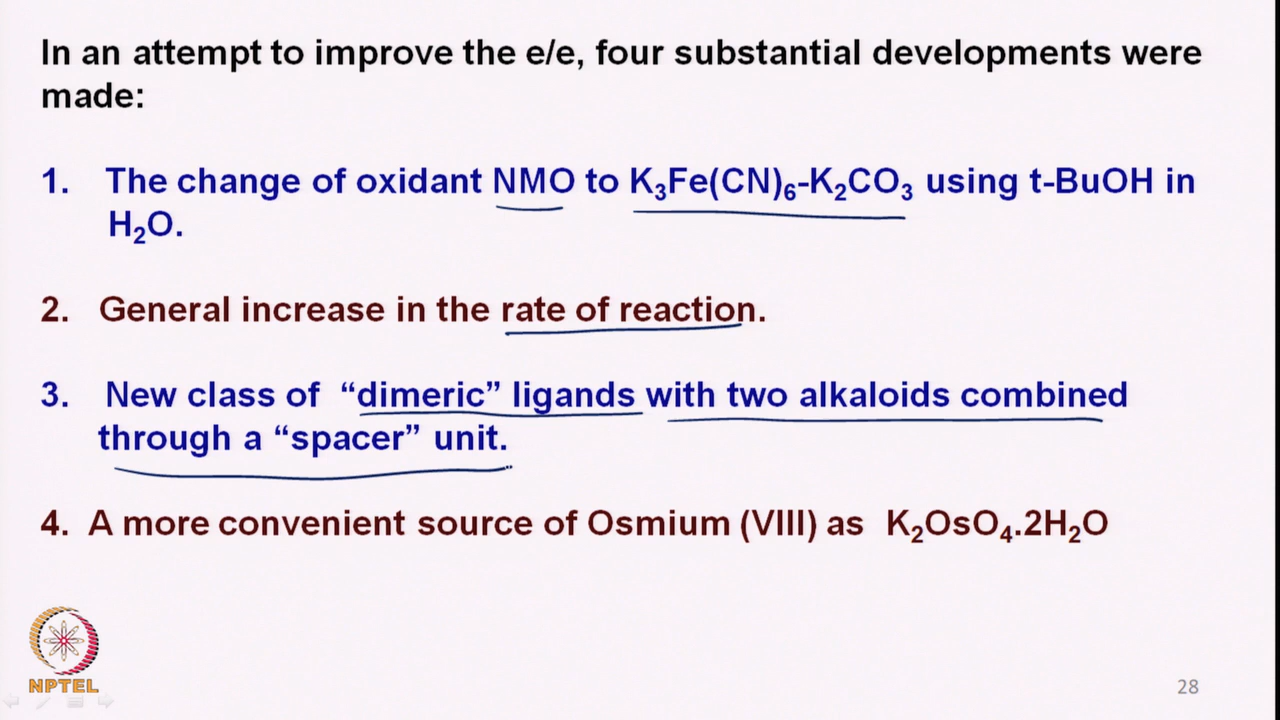 In an attempt to improve the e/e, four substantial developments were
made:
1. The change of oxidant NMO to K₃Fe(CN)₆-K₂CO₃ using t-BuOH in
H₂O.
2. General increase in the rate of reaction.
3. New class of “dimeric” ligands with two alkaloids combined
through a “spacer” unit.
4. A more convenient source of Osmium (VIII) as K₂OsO₄.2H₂O
NPTEL
28